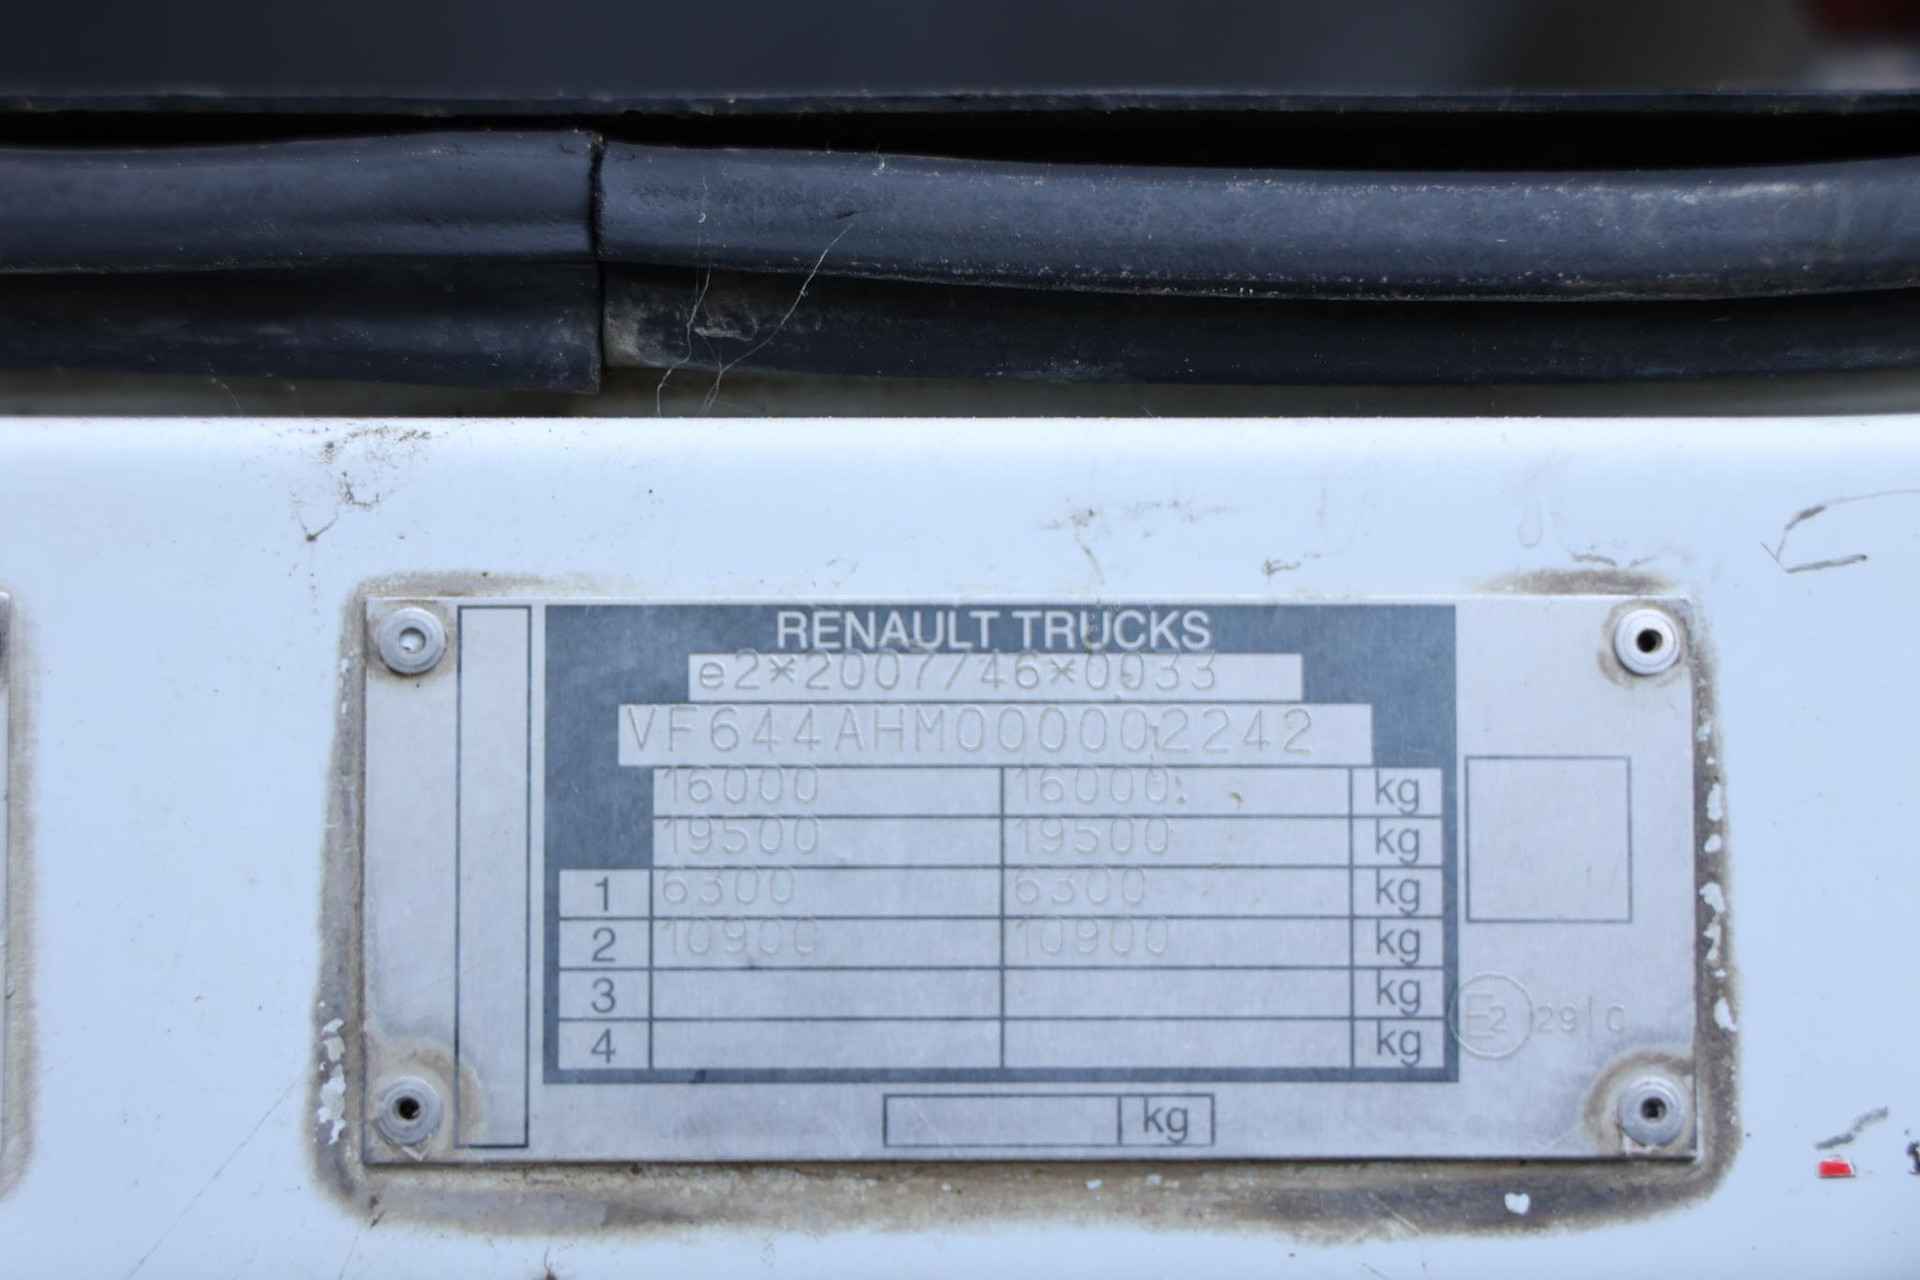 RENAULT TRUCKS
e2*2007/46*0033
VF644AHM000002242
16000 16000 kg
19500 19500 kg
1 6300 6300 kg
2 10900 10900 kg
3 kg
4 kg
E2 29|C
kg